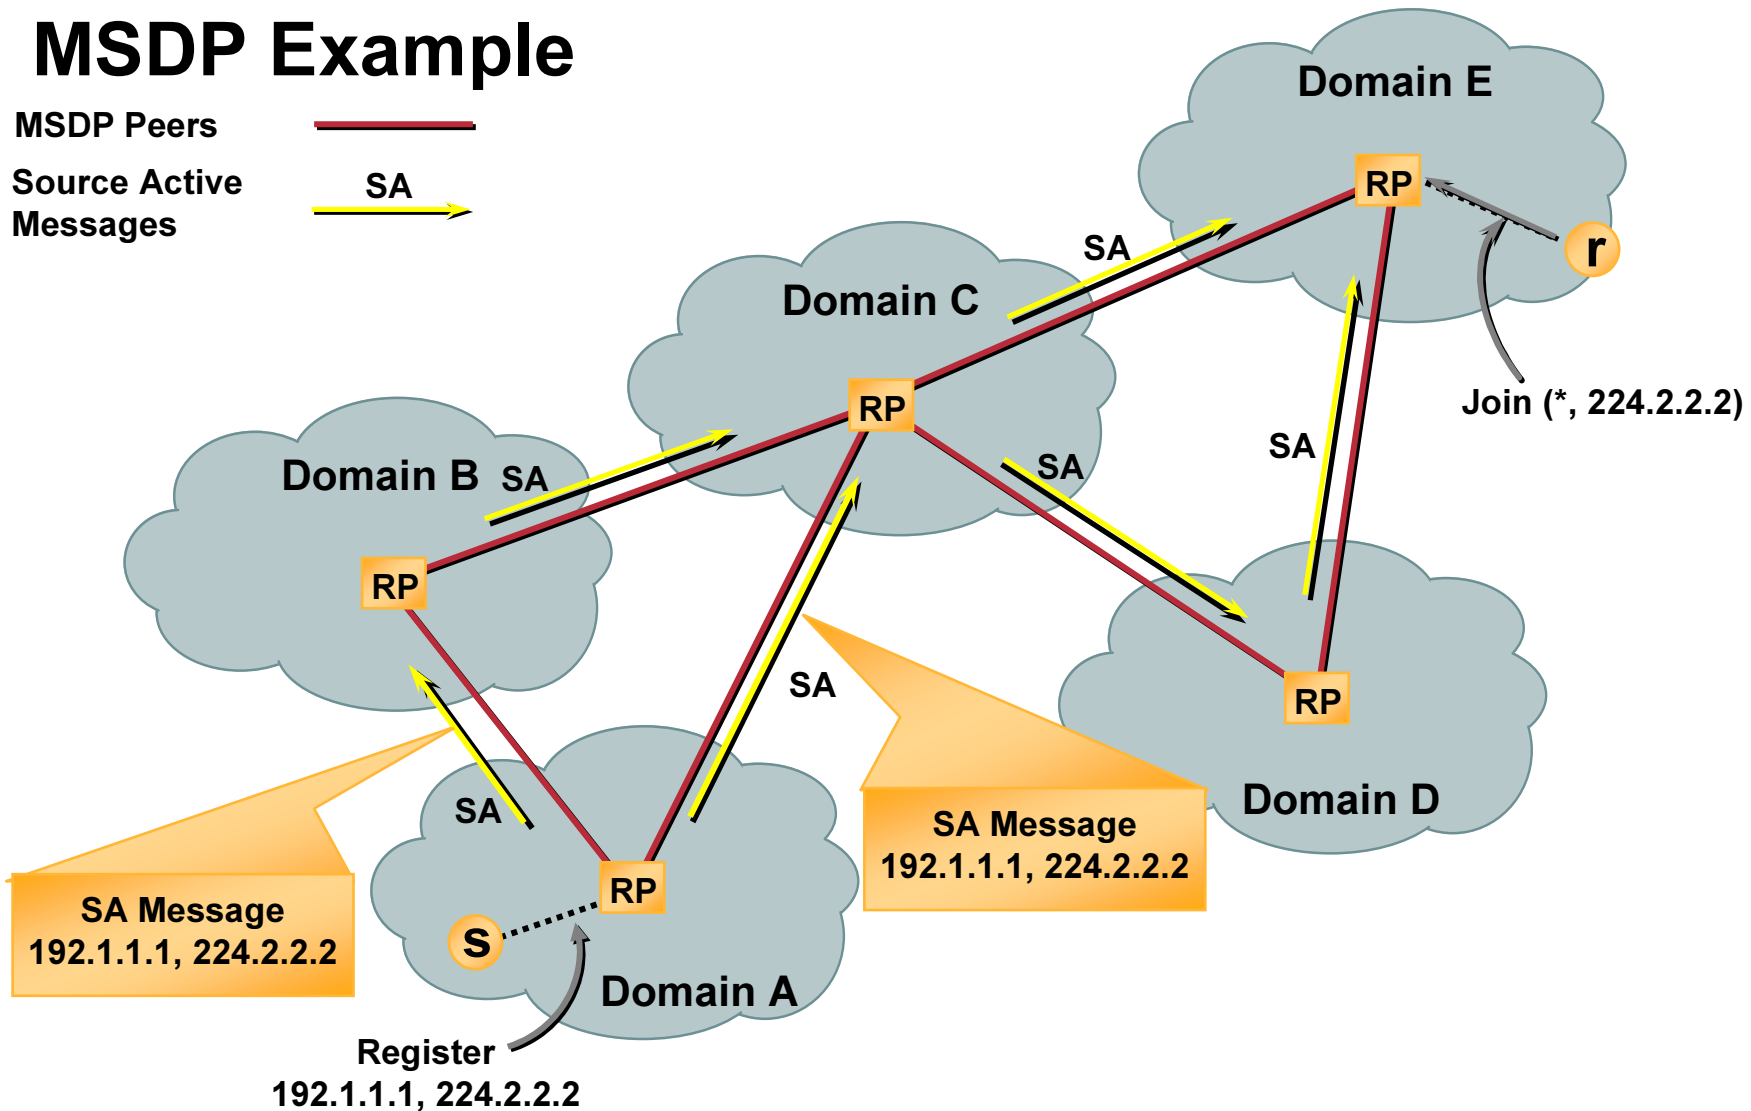 MSDP Example
MSDP Peers
Source Active
Messages
SA
Domain E
RP
r
SA
Join (*, 224.2.2.2)
Domain C
RP
SA
SA
Domain B
SA
RP
SA
RP
Domain D
SA
SA Message
192.1.1.1, 224.2.2.2
RP
SA Message
192.1.1.1, 224.2.2.2
s
Domain A
Register
192.1.1.1, 224.2.2.2